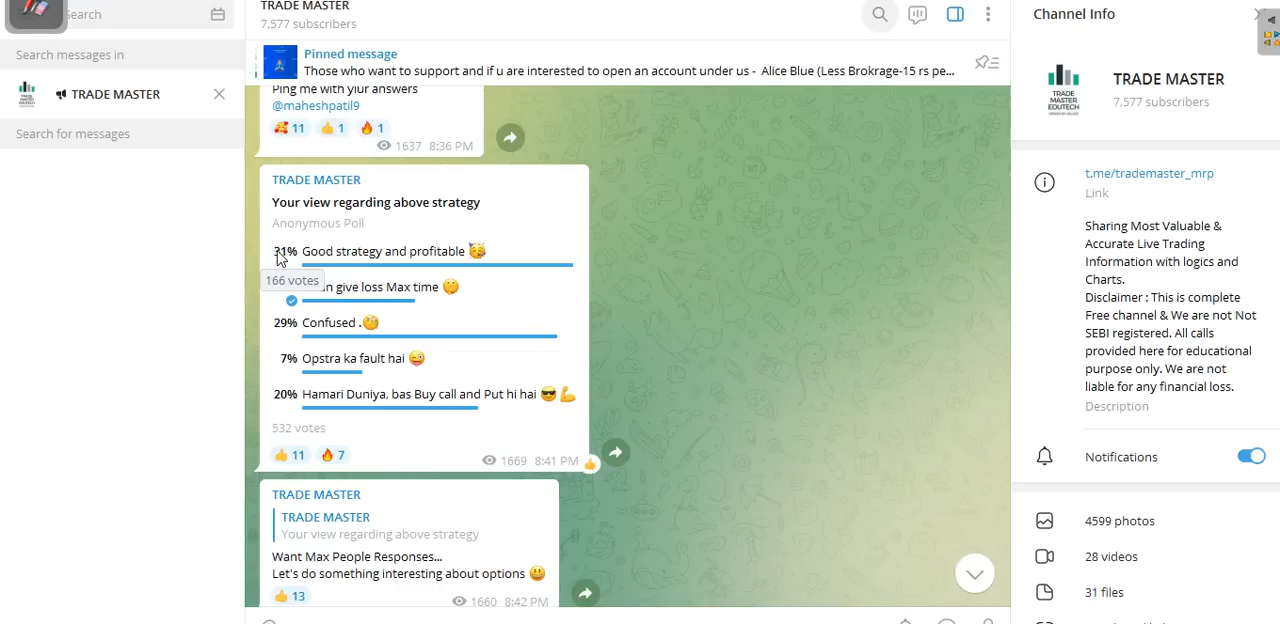 Search
Search messages in
TRADE MASTER
Search for messages
TRADE MASTER
7,577 subscribers
Pinned message
Those who want to support and if u are interested to open an account under us - Alice Blue (Less Brokrage-15 rs pe...
Ping me with yiur answers
@maheshpatil9
🥰 11 👍 1 🔥 1
1637 8:36 PM
TRADE MASTER
Your view regarding above strategy
Anonymous Poll
31% Good strategy and profitable 🥳
166 votes
n give loss Max time 🤫
29% Confused .🧐
7% Opstra ka fault hai 😜
20% Hamari Duniya, bas Buy call and Put hi hai 😎💪
532 votes
👍 11 🔥 7
1669 8:41 PM
TRADE MASTER
TRADE MASTER
Your view regarding above strategy
Want Max People Responses...
Let's do something interesting about options 😃
👍 13
1660 8:42 PM
Channel Info
TRADE
MASTER
EDUTECH
TRADE MASTER
7,577 subscribers
t.me/trademaster_mrp
Link
Sharing Most Valuable &
Accurate Live Trading
Information with logics and
Charts.
Disclaimer : This is complete
Free channel & We are not Not
SEBI registered. All calls
provided here for educational
purpose only. We are not
liable for any financial loss.
Description
Notifications
4599 photos
28 videos
31 files